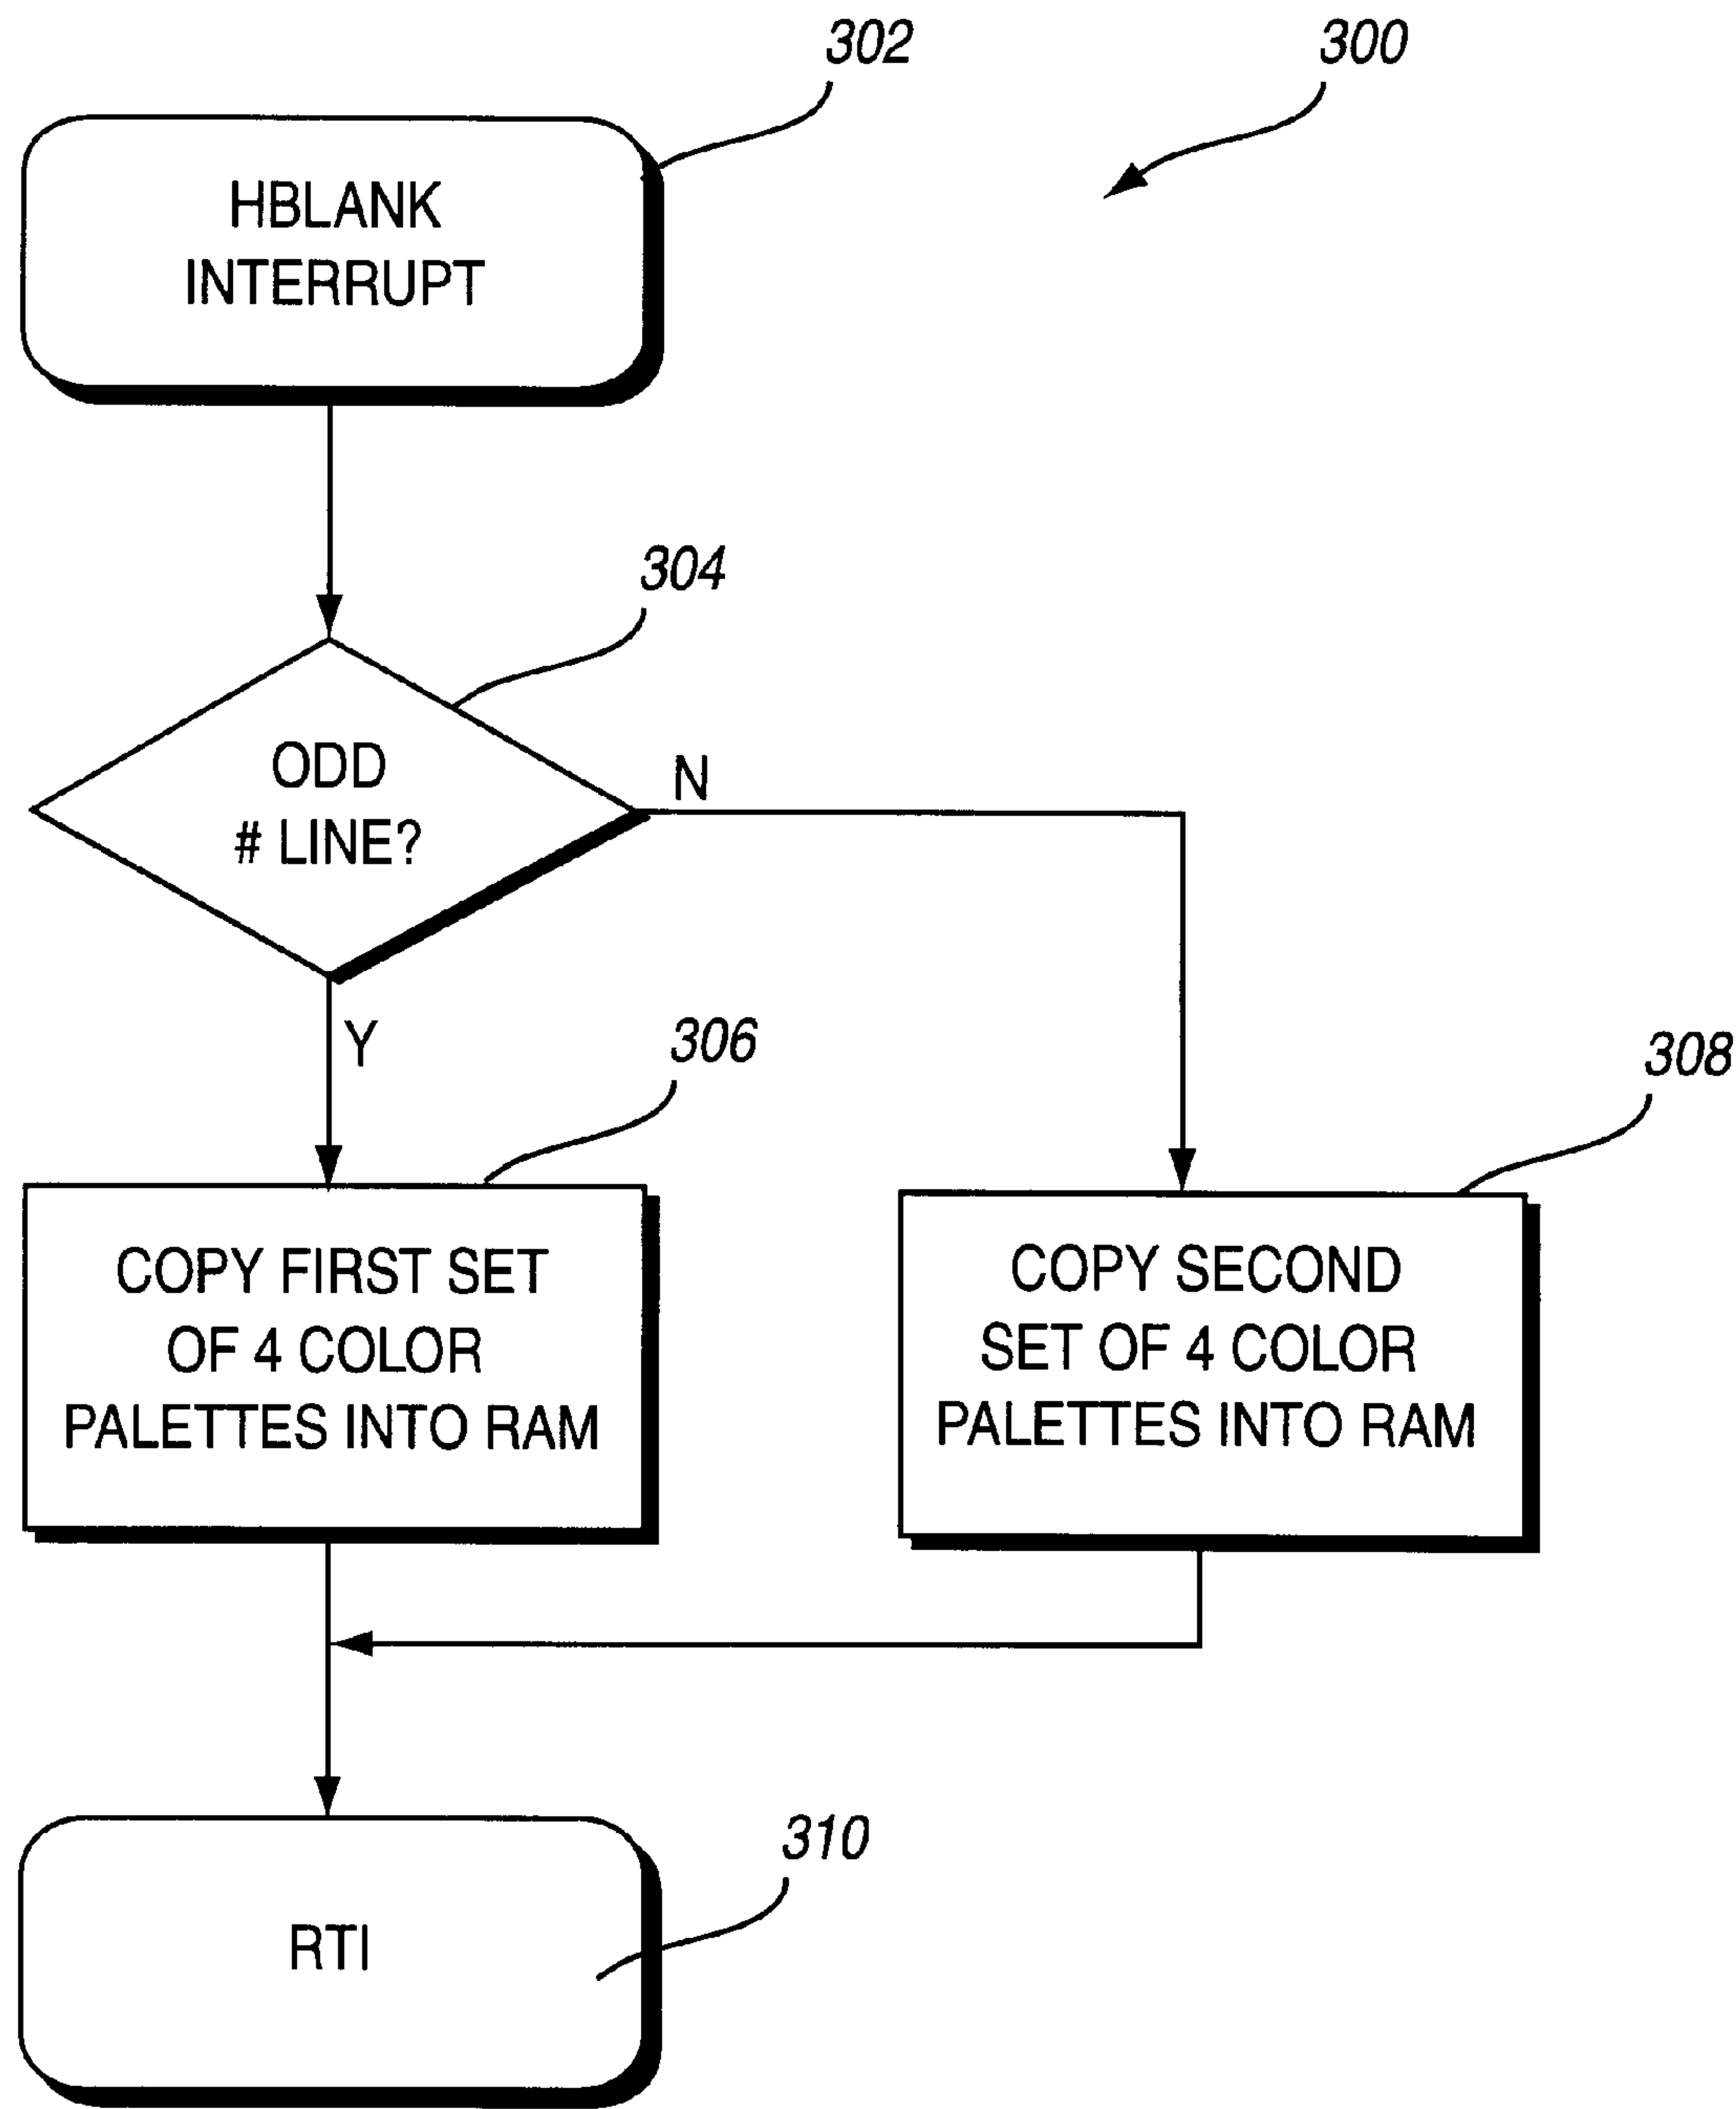 302
300
HBLANK
INTERRUPT
304
ODD
# LINE?
N
Y
306
308
COPY FIRST SET
OF 4 COLOR
PALETTES INTO RAM
COPY SECOND
SET OF 4 COLOR
PALETTES INTO RAM
310
RTI